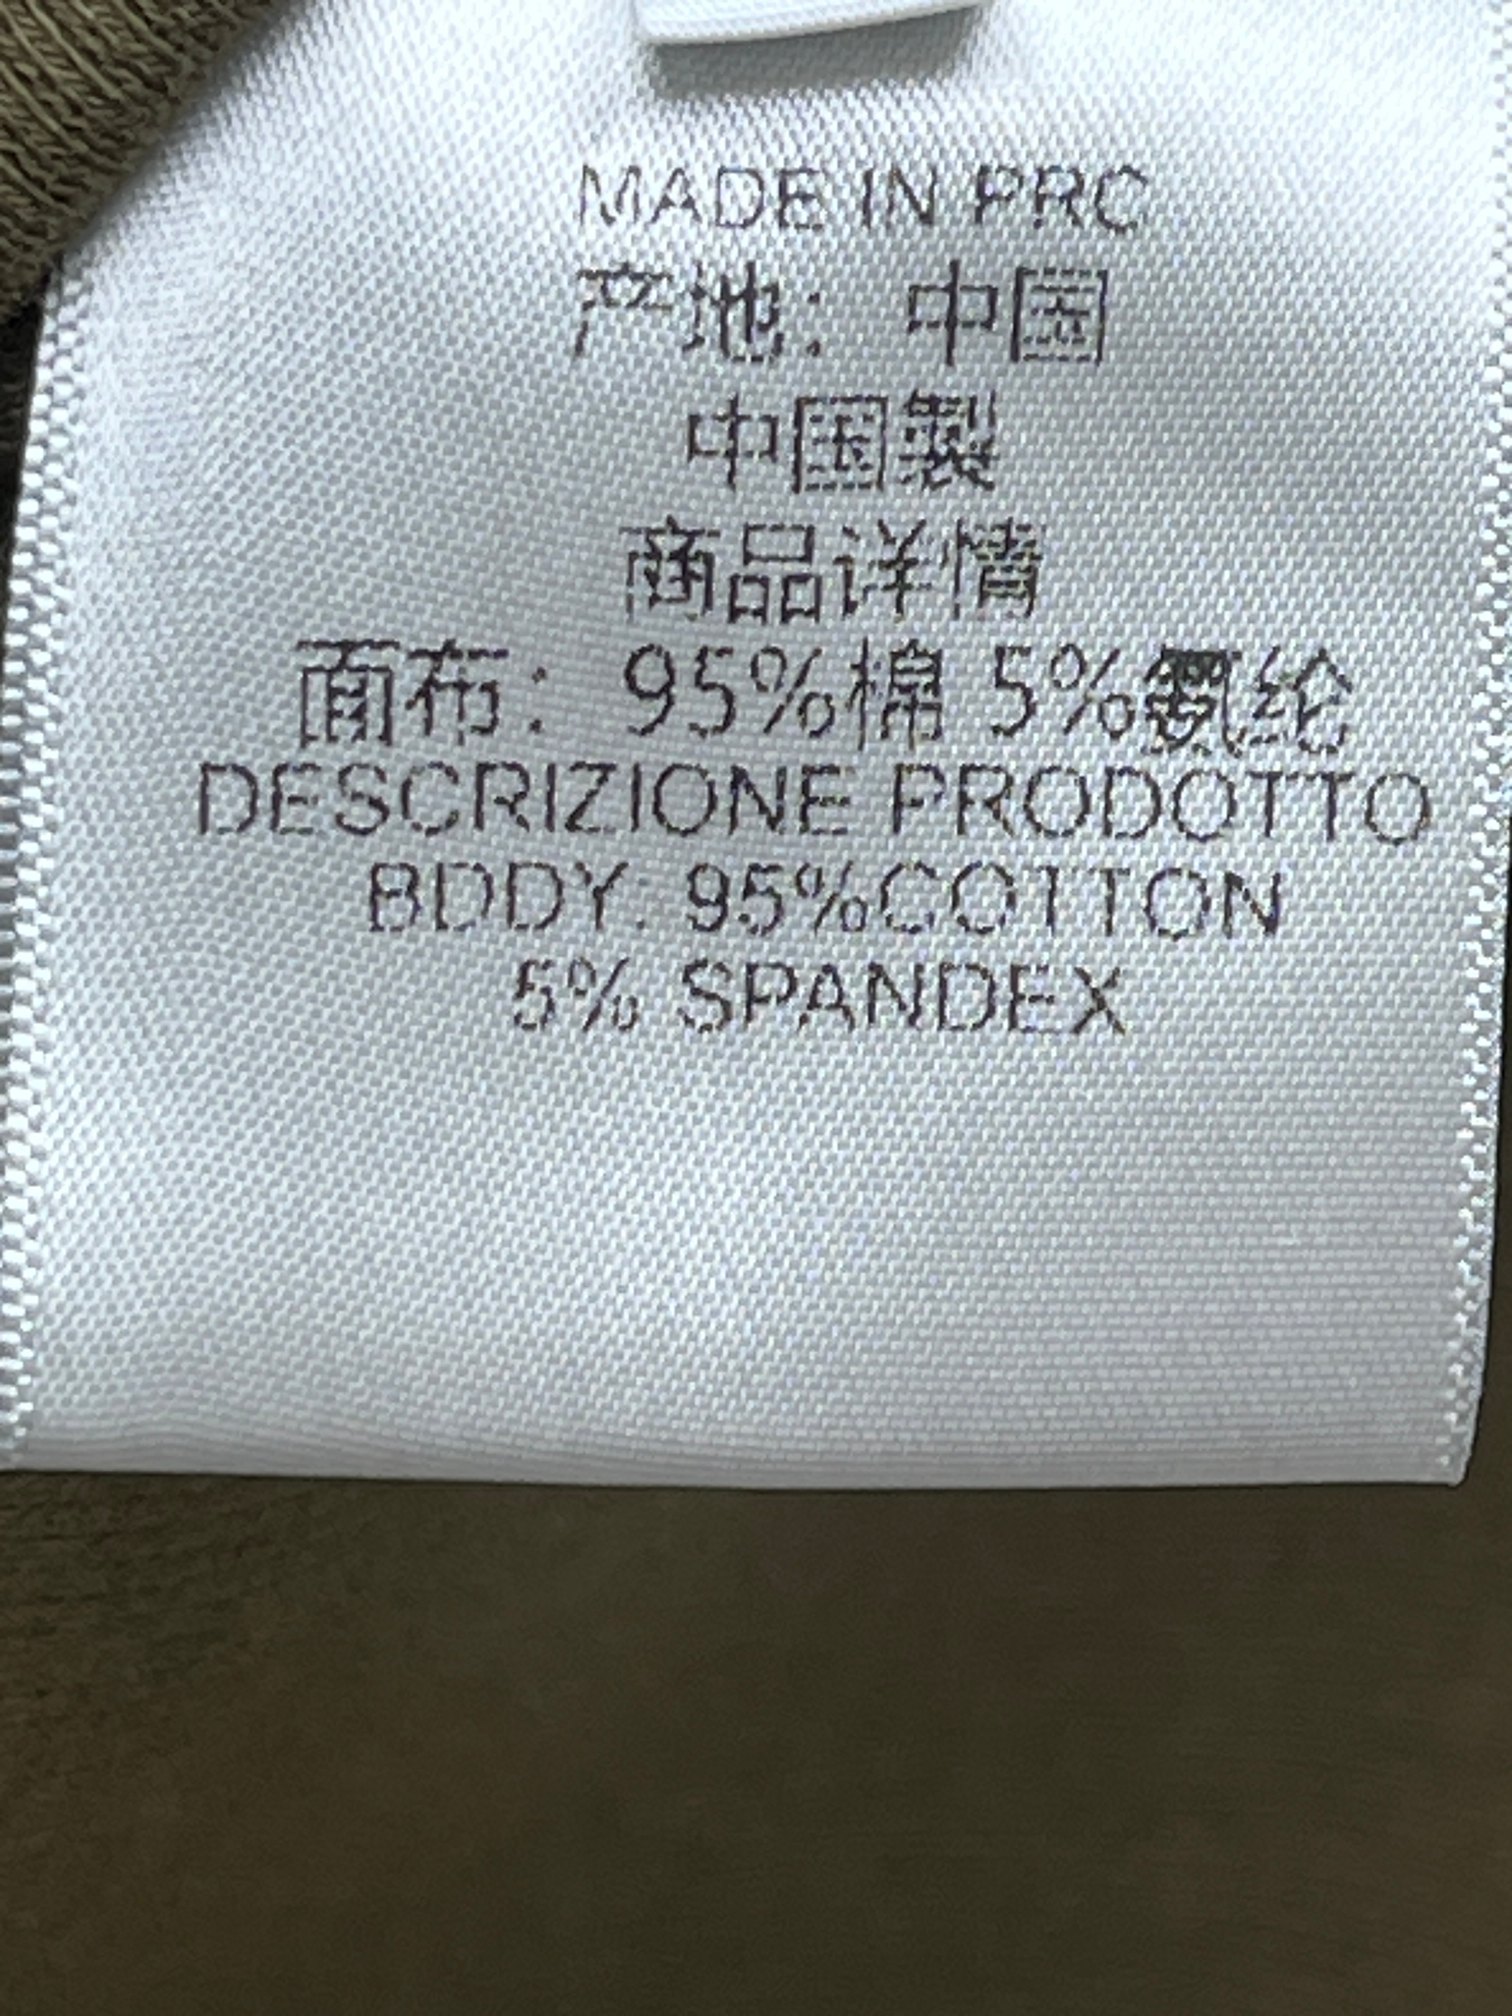 MADE IN PRC
产地: 中国
中国製
商品详情
面布: 95%棉 5%氨纶
DESCRIZIONE PRODOTTO
BDDY: 95%COTTON
5% SPANDEX